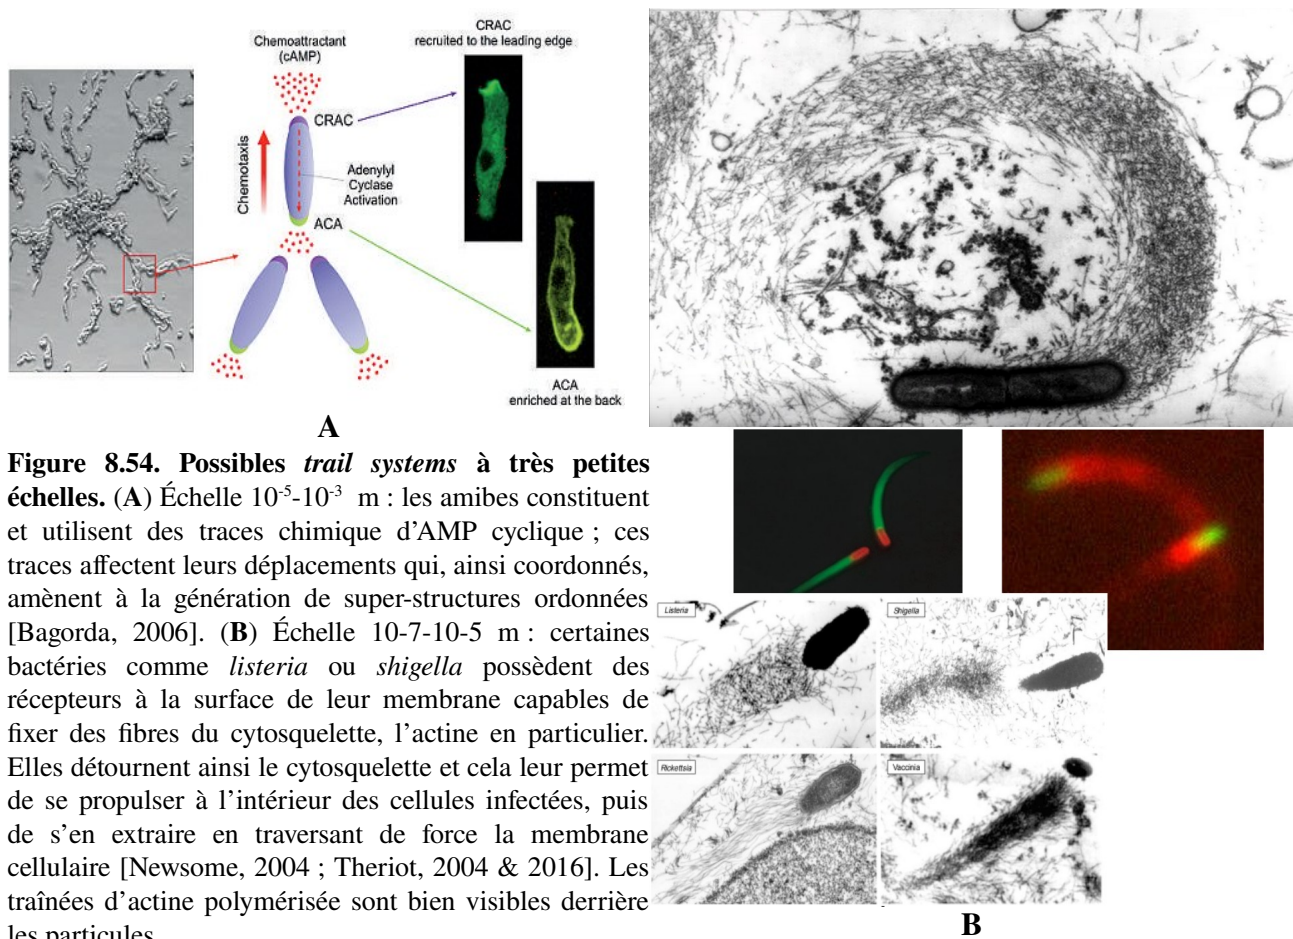 Chemoattractant
(cAMP)
CRAC
recruited to the leading edge
CRAC
Chemotaxis
Adenylyl
Cyclase
Activation
ACA
ACA
enriched at the back
A
Figure 8.54. Possibles trail systems à très petites
échelles. (A) Échelle 10-5-10-3 m : les amibes constituent
et utilisent des traces chimique d’AMP cyclique ; ces
traces affectent leurs déplacements qui, ainsi coordonnés,
amènent à la génération de super-structures ordonnées
[Bagorda, 2006]. (B) Échelle 10-7-10-5 m : certaines
bactéries comme listeria ou shigella possèdent des
récepteurs à la surface de leur membrane capables de
fixer des fibres du cytosquelette, l’actine en particulier.
Elles détournent ainsi le cytosquelette et cela leur permet
de se propulser à l’intérieur des cellules infectées, puis
de s’en extraire en traversant de force la membrane
cellulaire [Newsome, 2004 ; Theriot, 2004 & 2016]. Les
traînées d’actine polymérisée sont bien visibles derrière
les particules
Listeria
Shigella
Rickettsia
Vaccinia
B